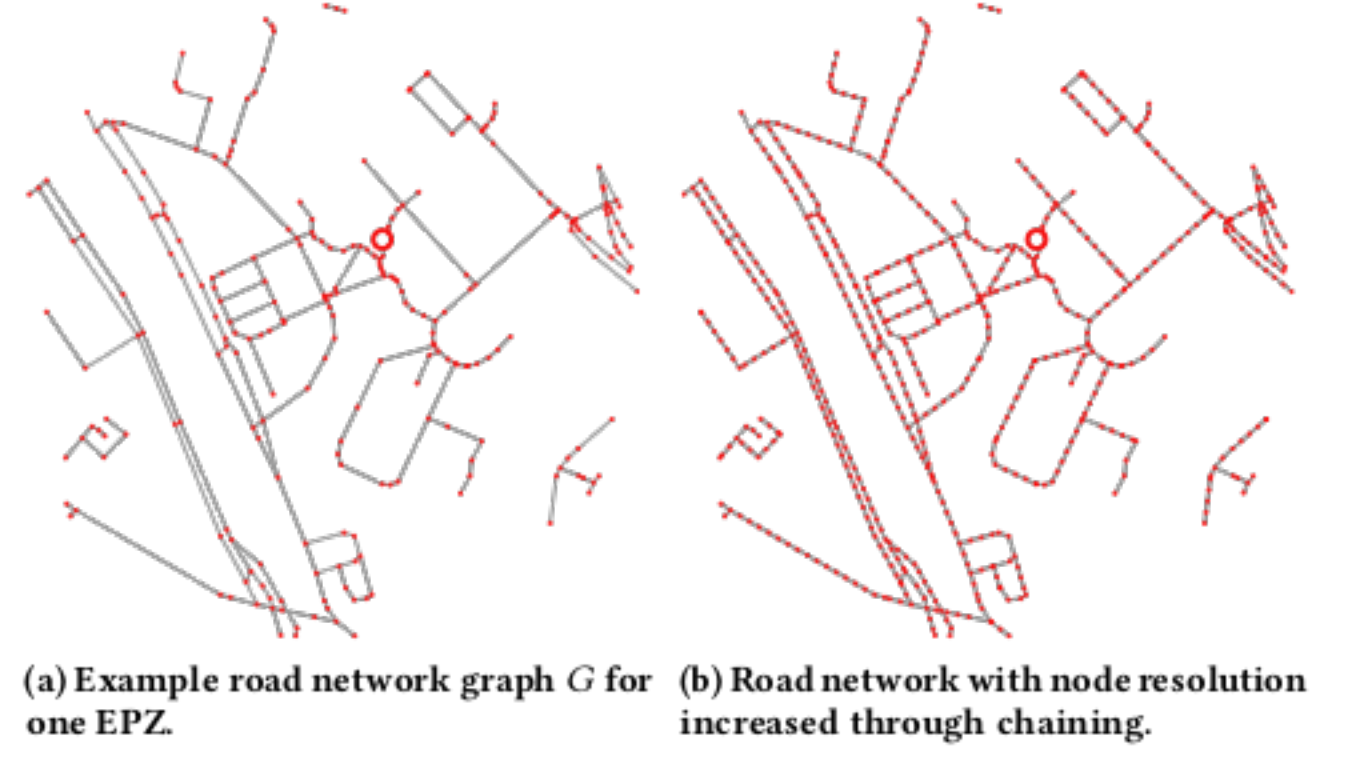 (a) Example road network graph G for
one EPZ.
(b) Road network with node resolution
increased through chaining.